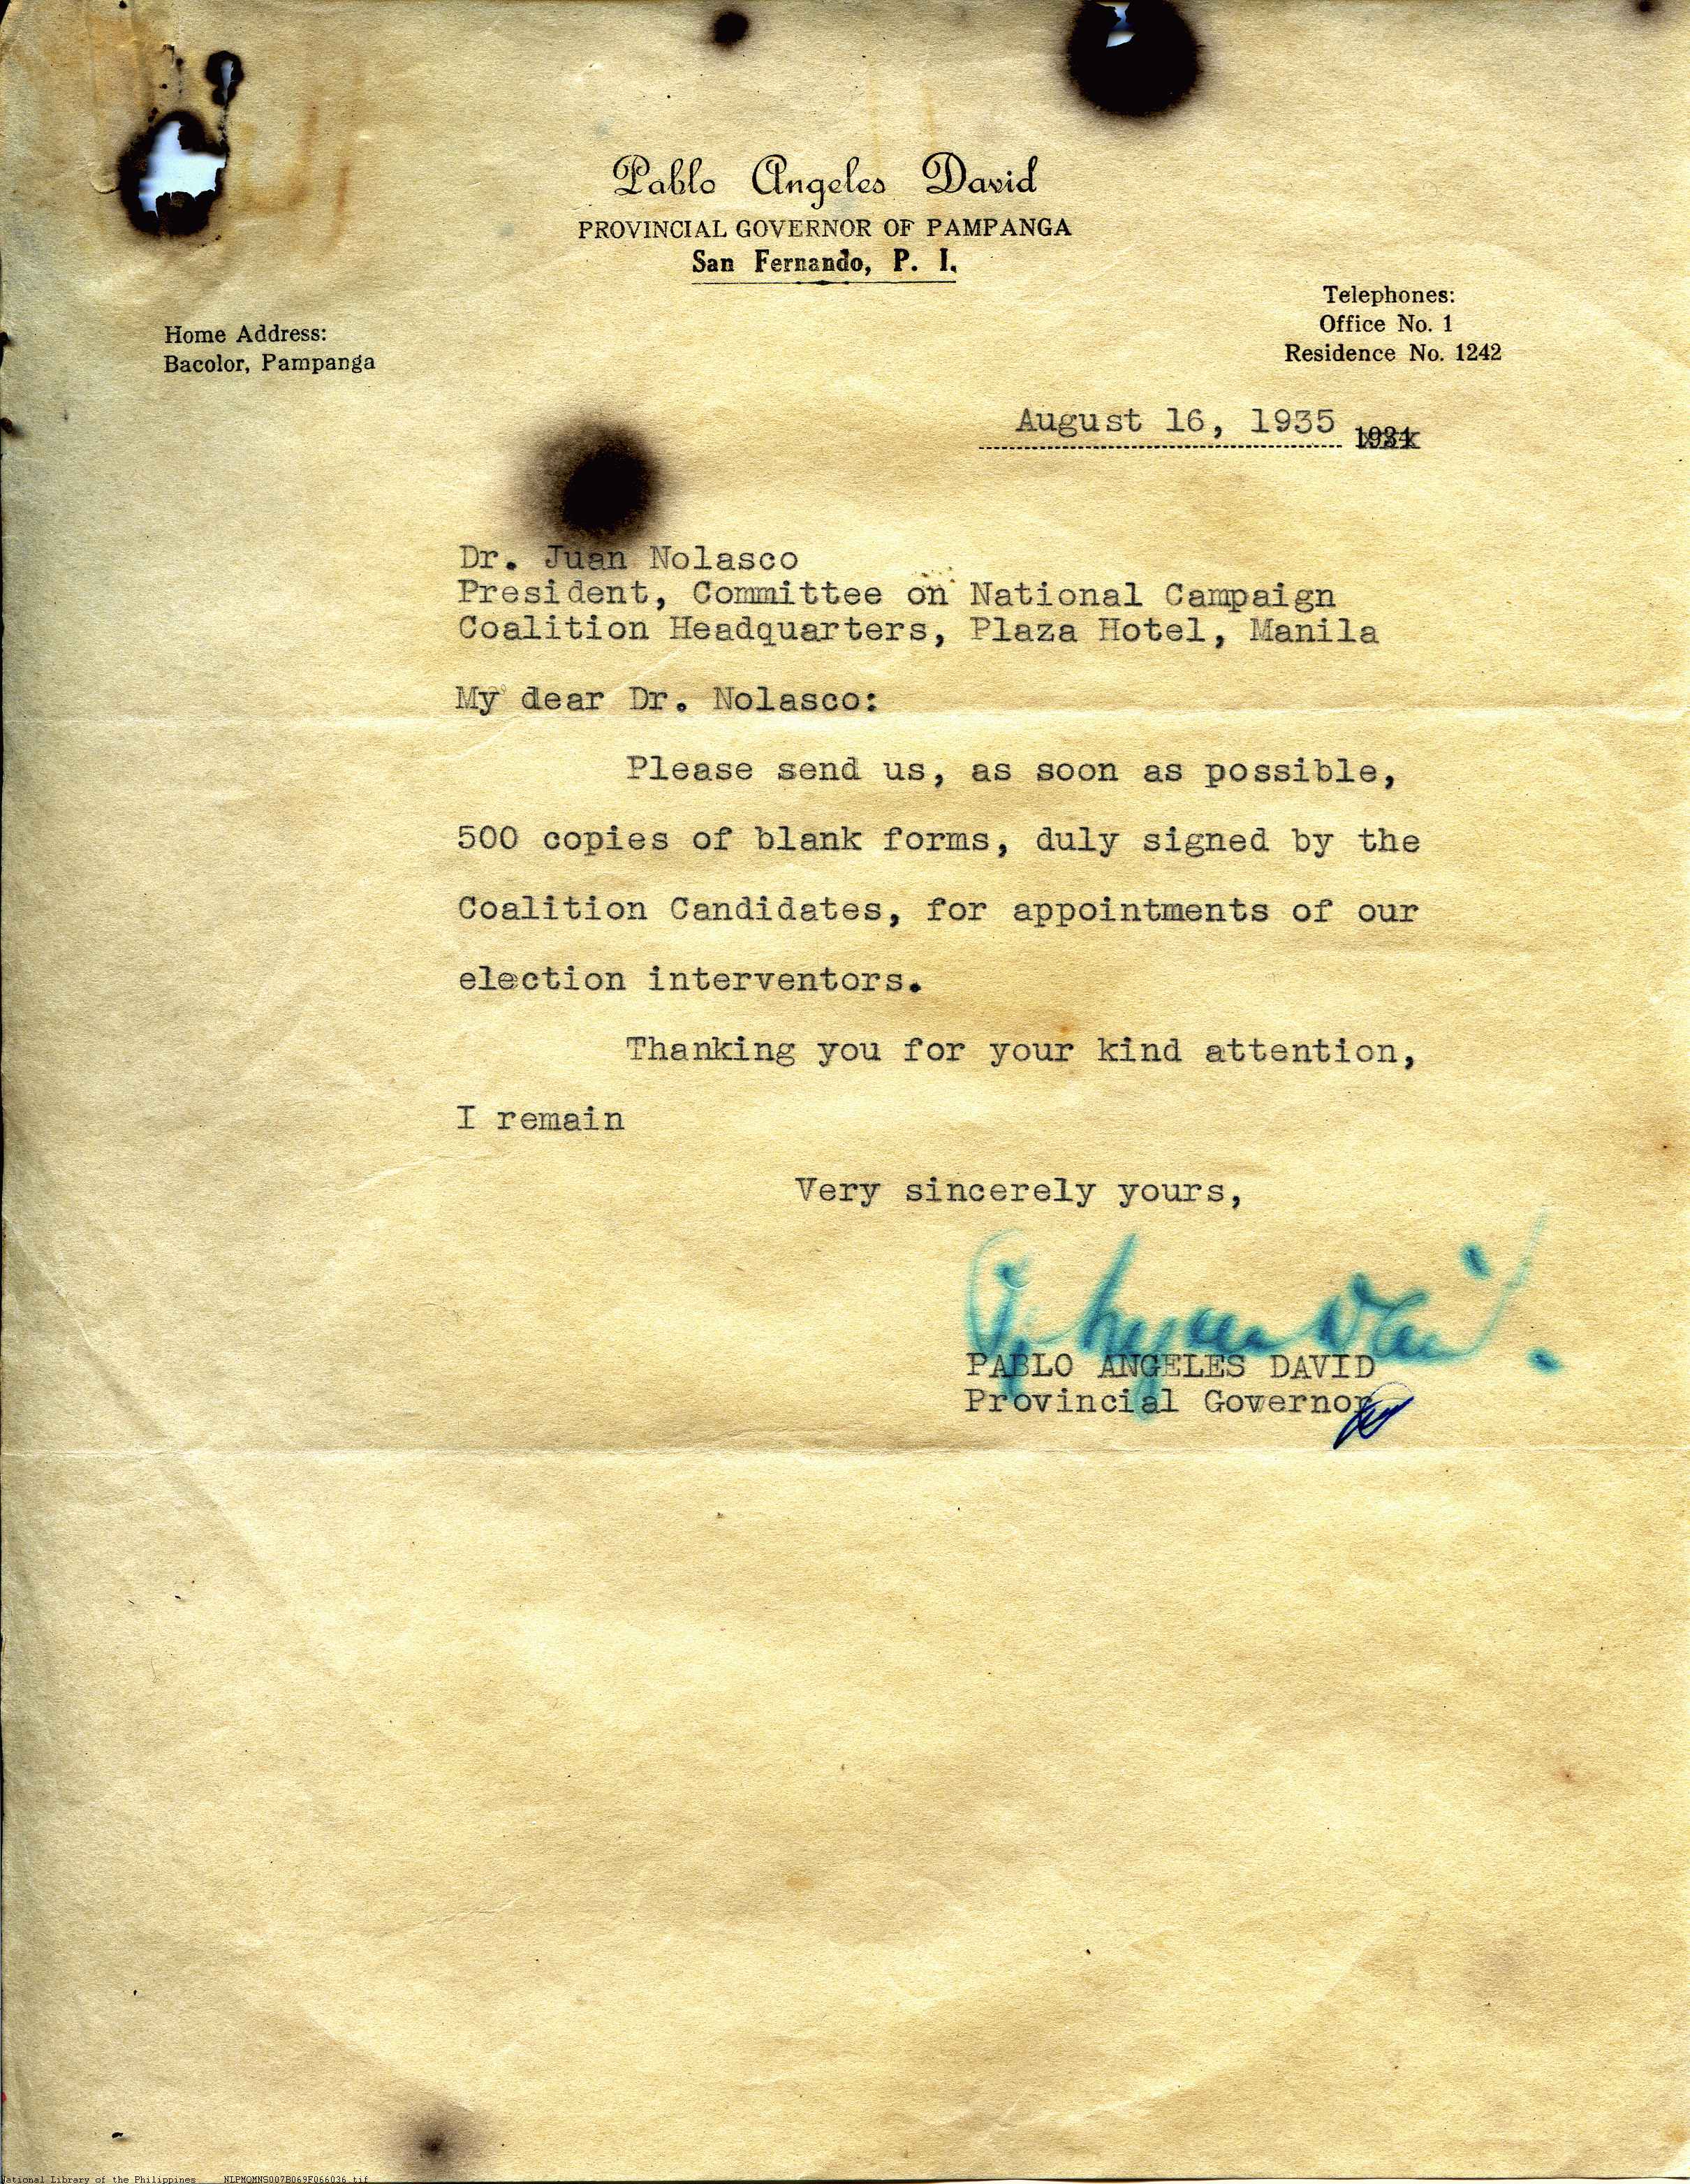 Pablo Angeles David
PROVINCIAL GOVERNOR OF PAMPANGA
San Fernando, P. I.
Home Address:
Bacolor, Pampanga
Telephones:
Office No. 1
Residence No. 1242
August 16, 1935 1934
Dr. Juan Nolasco
President, Committee on National Campaign
Coalition Headquarters, Plaza Hotel, Manila
My dear Dr. Nolasco:
Please send us, as soon as possible,
500 copies of blank forms, duly signed by the
Coalition Candidates, for appointments of our
election interventors.
Thanking you for your kind attention,
I remain
Very sincerely yours,
PABLO ANGELES DAVID
Provincial Governor
National Library of the Philippines NLPMQMNS007B069F066036.tif